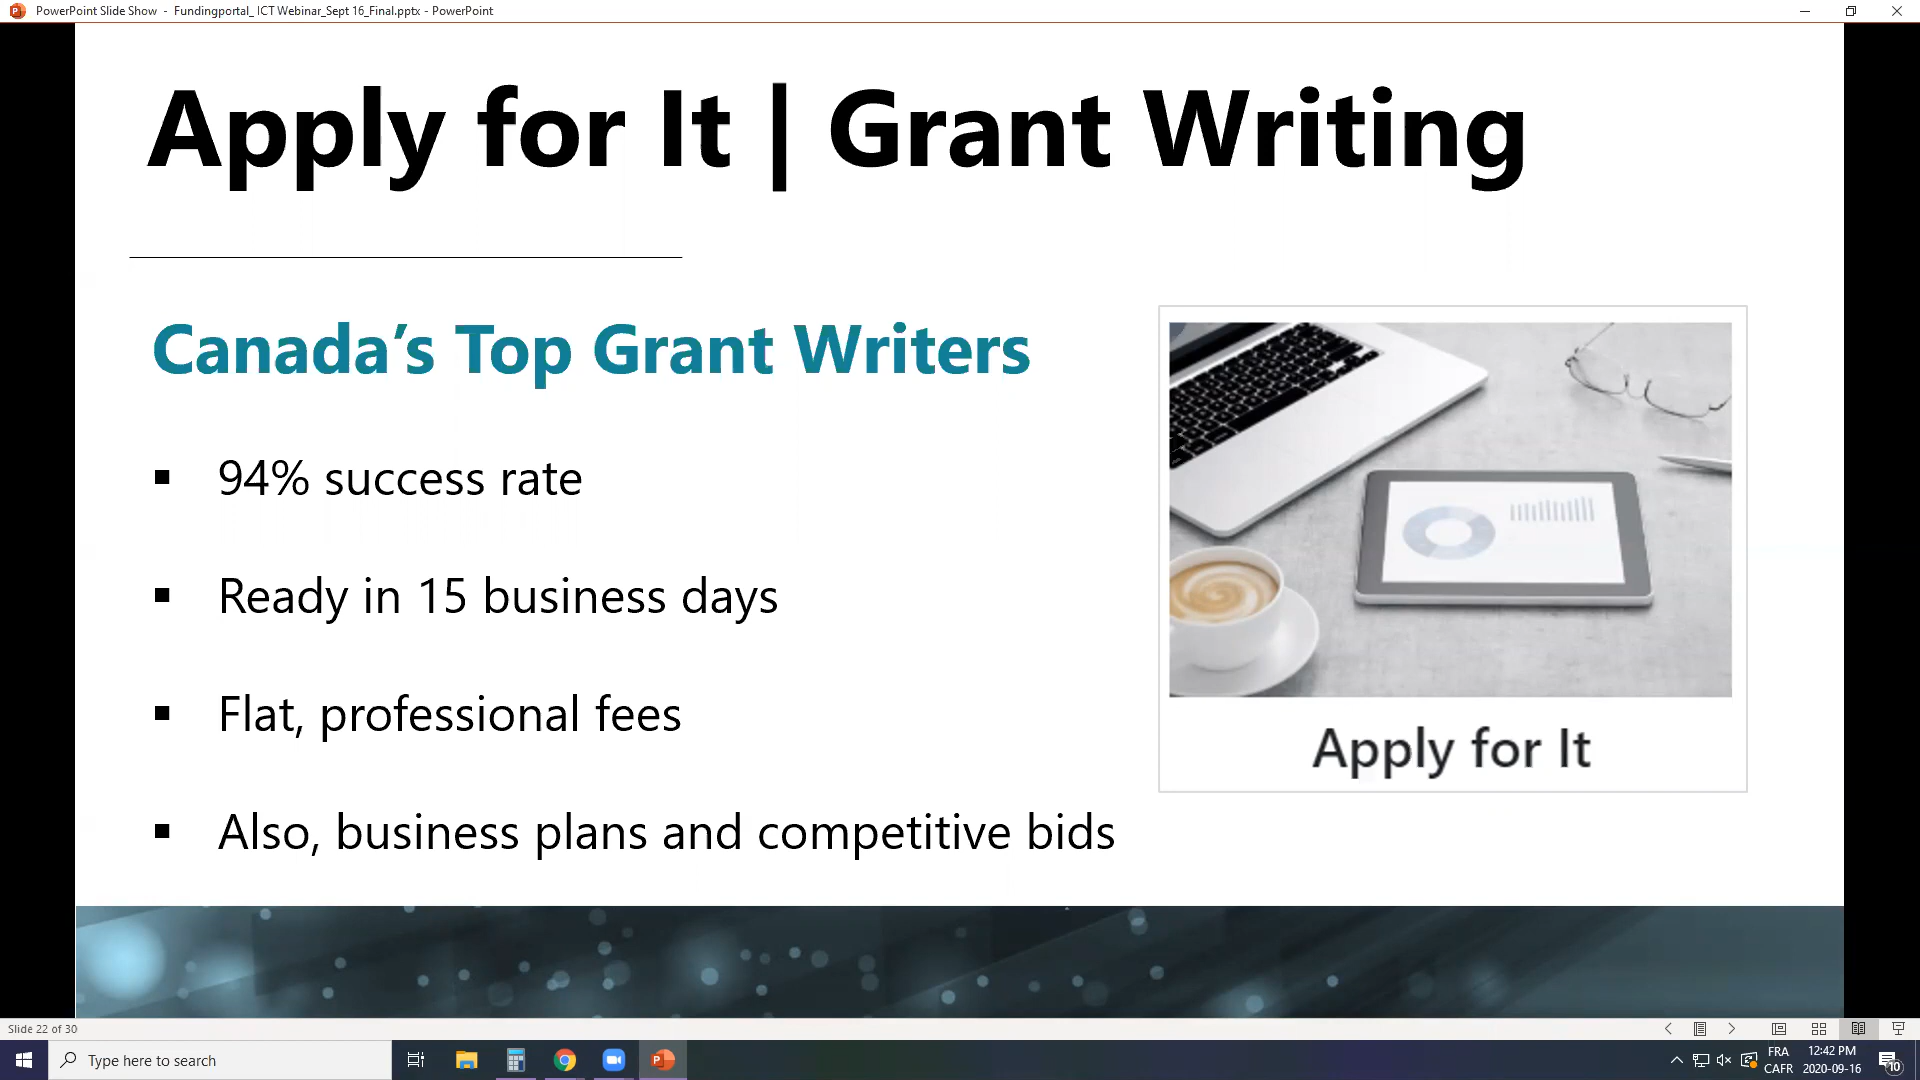 PowerPoint Slide Show - Fundingportal_ ICT Webinar_Sept 16_Final.pptx - PowerPoint
Apply for It | Grant Writing
Canada’s Top Grant Writers
▪ 94% success rate
▪ Ready in 15 business days
▪ Flat, professional fees
▪ Also, business plans and competitive bids
Apply for It
Slide 22 of 30
Type here to search
FRA
CAFR
12:42 PM
2020-09-16
10